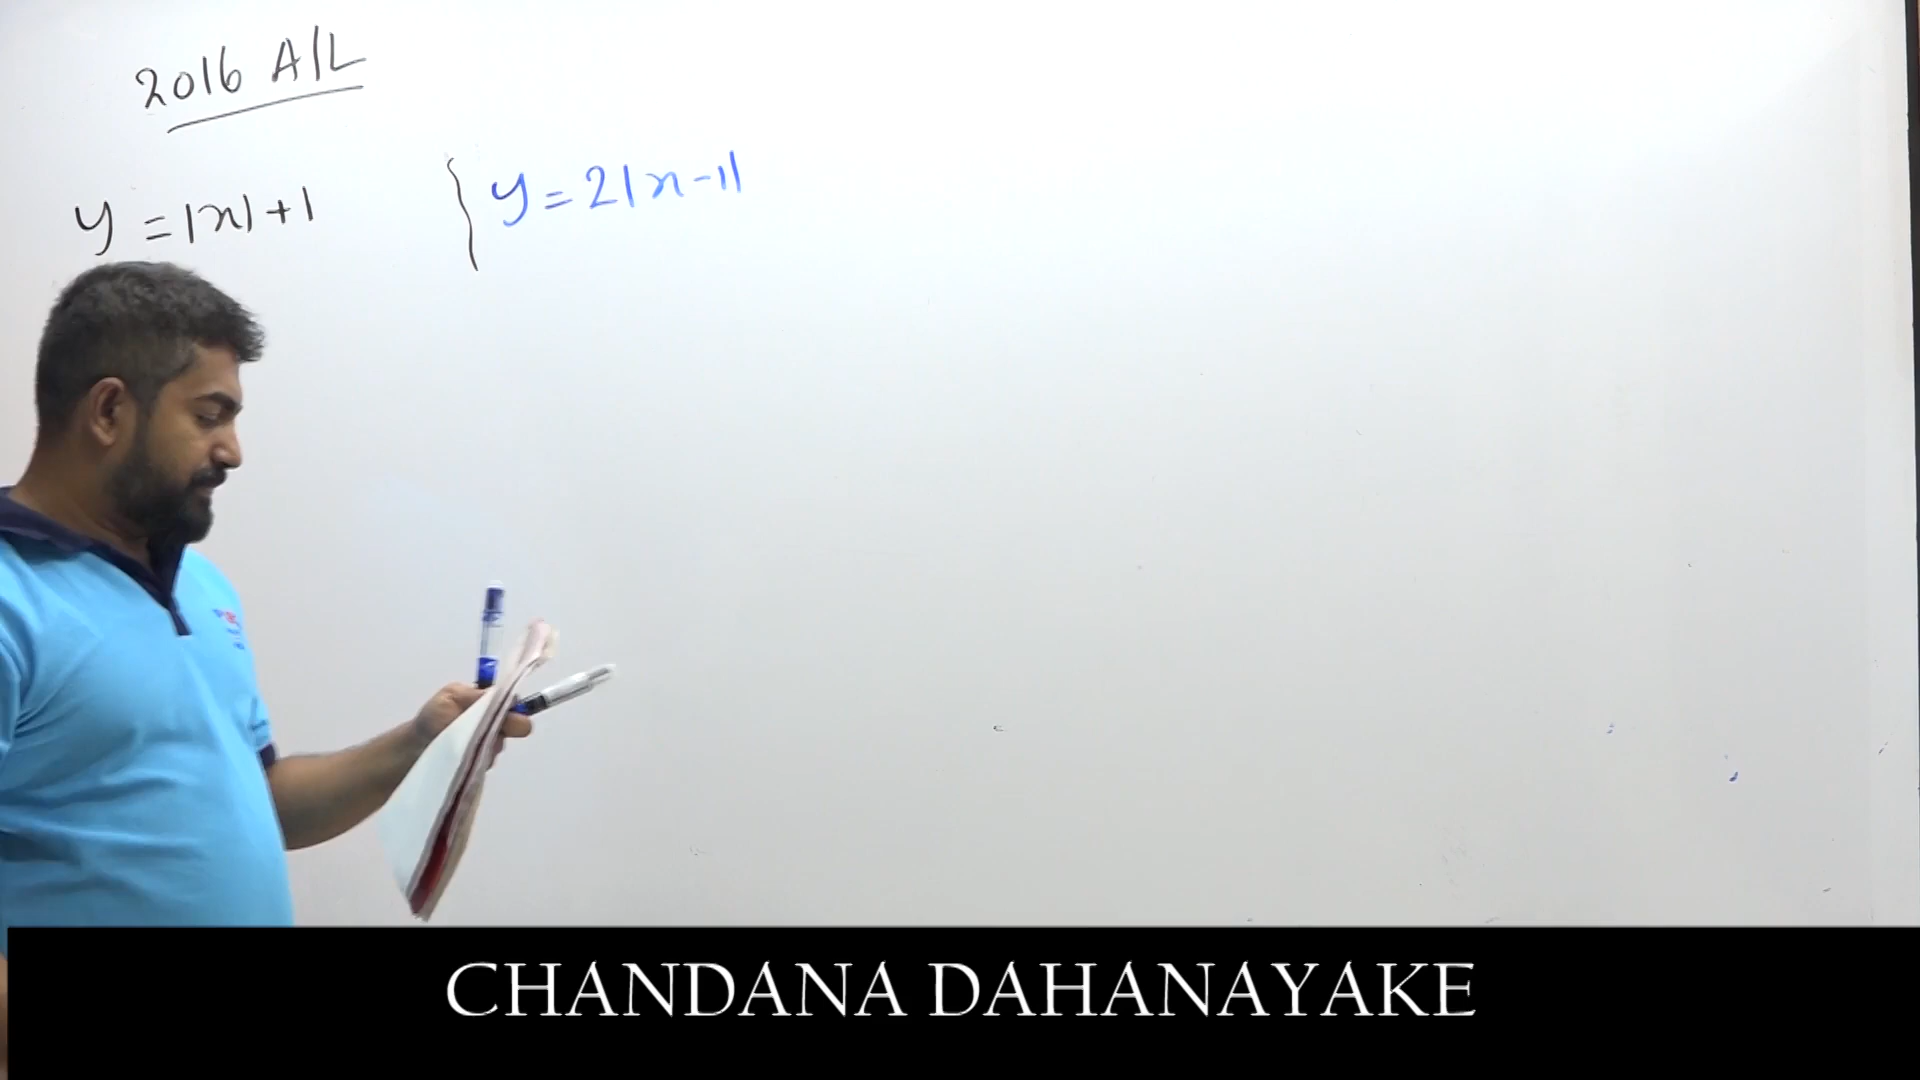 2016 A/L
y = |x| + 1
y = 2|x - 1|
CHANDANA DAHANAYAKE